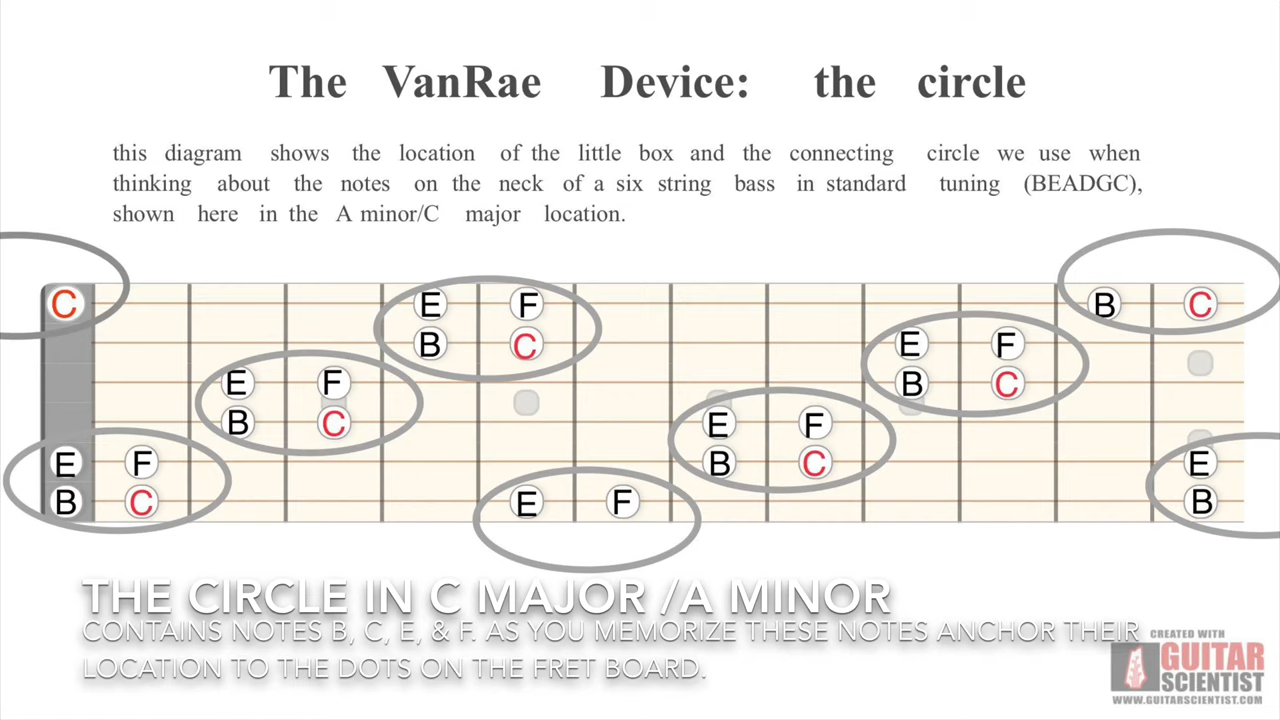 The VanRae Device: the circle
this diagram shows the location of the little box and the connecting circle we use when
thinking about the notes on the neck of a six string bass in standard tuning (BEADGC),
shown here in the A minor/C major location.
C E F B C
B C E F
E F B C
B C E F
E F B C E
B C E F B
THE CIRCLE IN C MAJOR /A MINOR
CONTAINS NOTES B, C, E, & F. AS YOU MEMORIZE THESE NOTES ANCHOR THEIR
LOCATION TO THE DOTS ON THE FRET BOARD.
CREATED WITH
GUITAR
SCIENTIST
WWW.GUITARSCIENTIST.COM